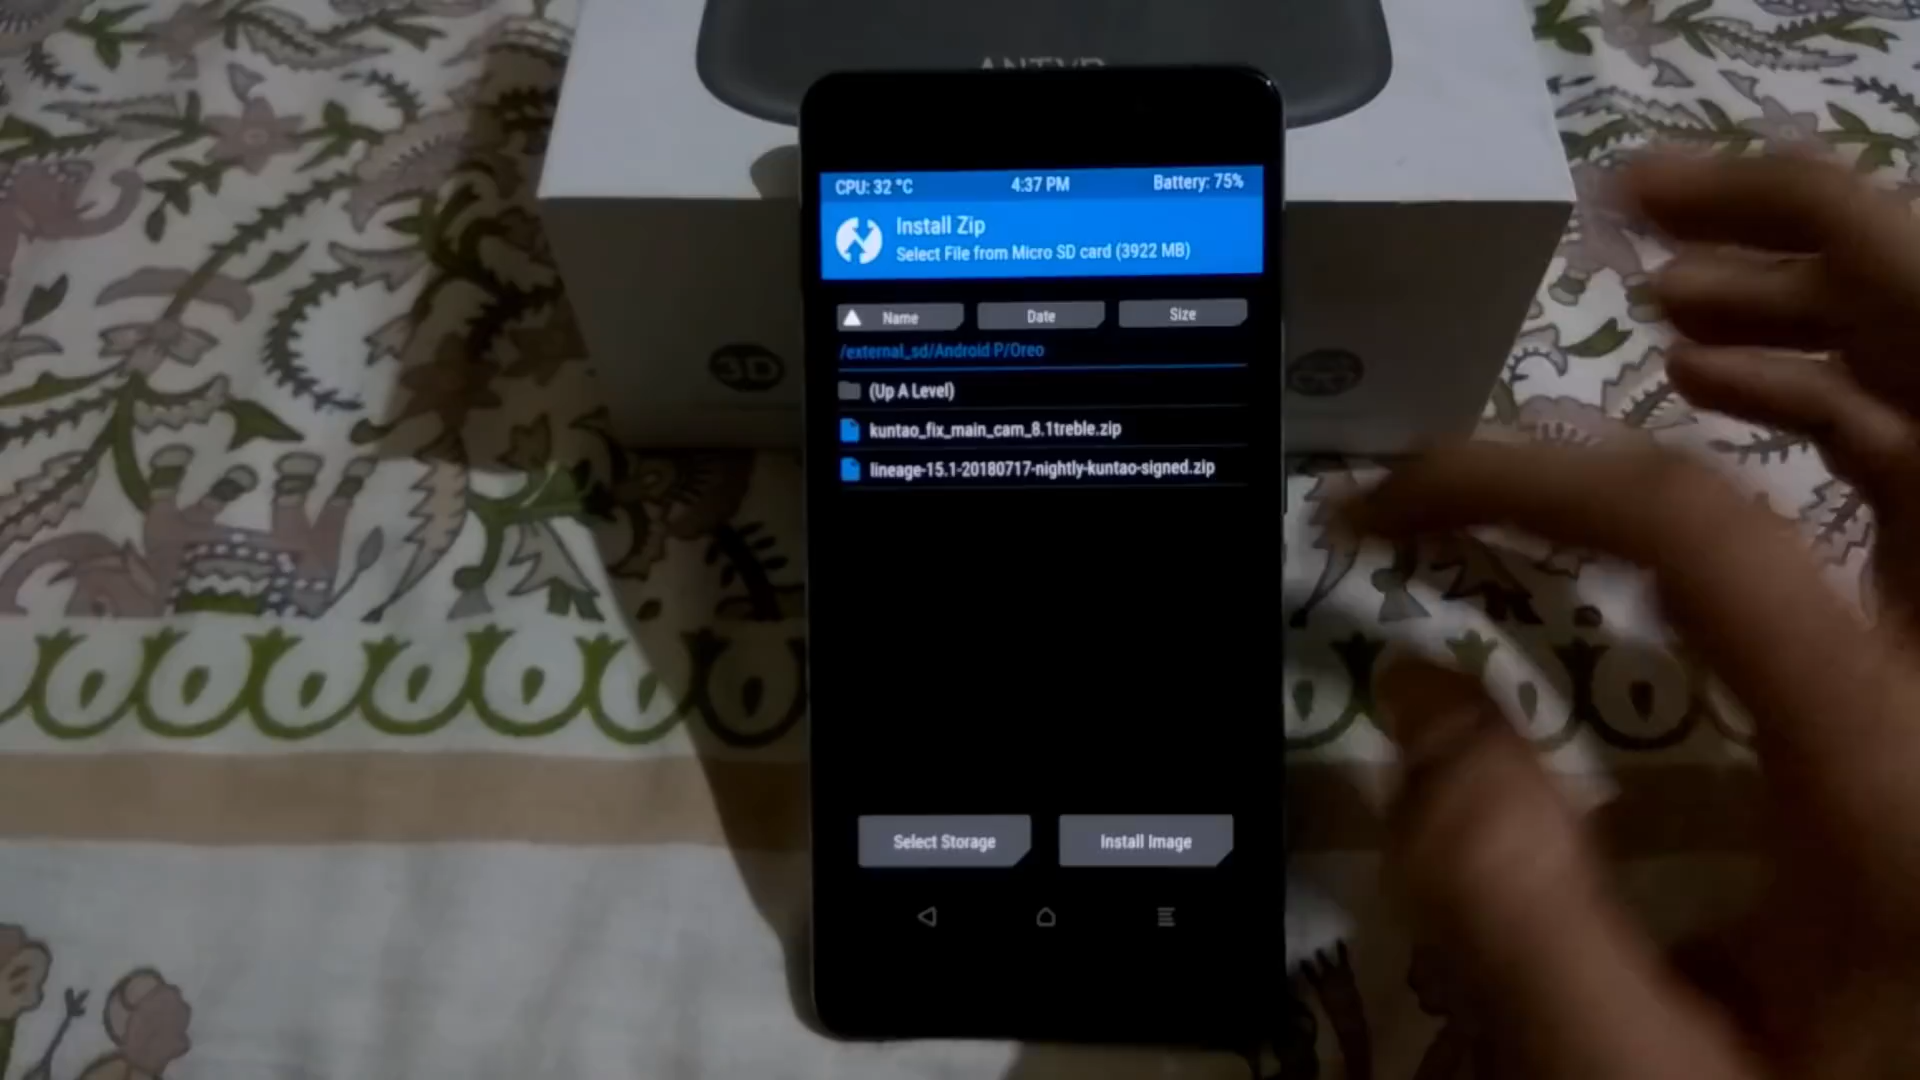 CPU: 32 °C 4:37 PM Battery: 75%
Install Zip
Select File from Micro SD card (3922 MB)
Name Date Size
/external_sd/Android P/Oreo
(Up A Level)
kuntao_fix_main_cam_8.1treble.zip
lineage-15.1-20180717-nightly-kuntao-signed.zip
Select Storage Install Image
3D